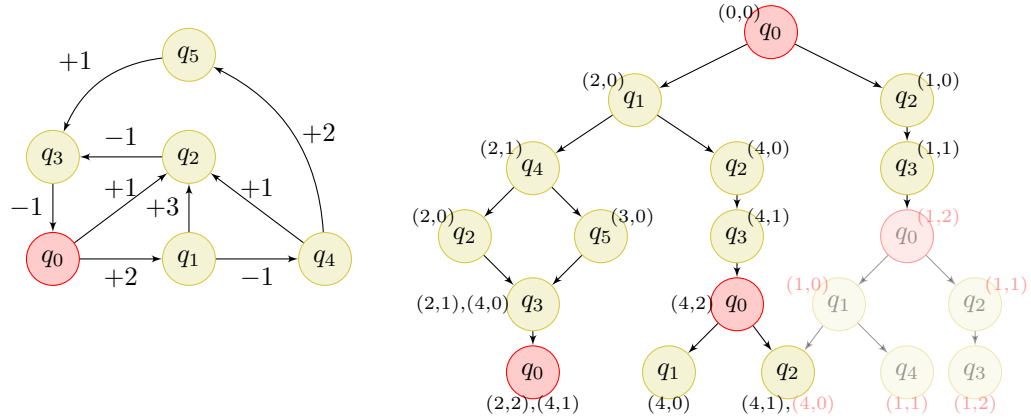 q5
+1
+2
q3
-1
q2
-1
+1
+3
+1
q0
+2
q1
-1
q4
(0,0)
q0
(2,0)
q1
q2
(1,0)
(2,1)
q4
q2
(4,0)
q3
(1,1)
(2,0)
q2
q5
(3,0)
q3
(4,1)
q0
(1,2)
(2,1),(4,0)
q3
(4,2)
q0
(1,0)
q1
q2
(1,1)
q0
(2,2),(4,1)
q1
(4,0)
q2
(4,1),(4,0)
q4
(1,1)
q3
(1,2)